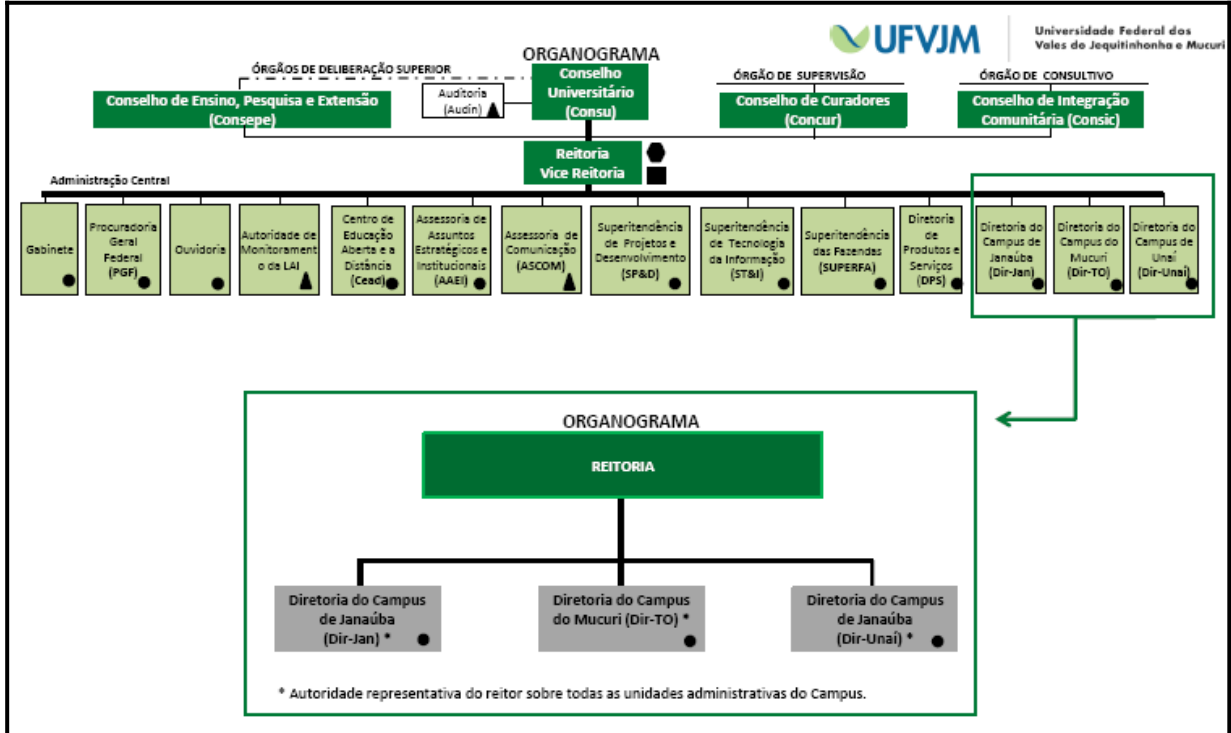 UFVJM
Universidade Federal dos
Vales do Jequitinhonha e Mucuri
ORGANOGRAMA
ÓRGÃOS DE DELIBERAÇÃO SUPERIOR
Conselho de Ensino, Pesquisa e Extensão
(Consepe)
Auditoria
(Audin)
Conselho
Universitário
(Consu)
ÓRGÃO DE SUPERVISÃO
Conselho de Curadores
(Concur)
ÓRGÃO DE CONSULTIVO
Conselho de Integração
Comunitária (Consic)
Reitoria
Vice Reitoria
Administração Central
Gabinete
Procuradoria
Geral
Federal
(PGF)
Ouvidoria
Autoridade de
Monitorament
o da LAI
Centro de
Educação
Aberta e a
Distância
(Cead)
Assessoria de
Assuntos
Estratégicos e
Institucionais
(AAEI)
Assessoria de
Comunicação
(ASCOM)
Superitendência
de Projetos e
Desenvolvimento
(SP&D)
Superitendência
de Tecnologia
da Informação
(ST&I)
Superitendência
das Fazendas
(SUPERFA)
Diretoria
de
Produtos e
Serviços
(DPS)
Diretoria do
Campus de
Janaúba
(Dir-Jan)
Diretoria do
Campus do
Mucuri
(Dir-TO)
Diretoria do
Campus de
Unaí
(Dir-Unaí)
ORGANOGRAMA
REITORIA
Diretoria do Campus
de Janaúba
(Dir-Jan) *
Diretoria do Campus
do Mucuri (Dir-TO) *
Diretoria do Campus
de Janaúba
(Dir-Unaí) *
* Autoridade representativa do reitor sobre todas as unidades administrativas do Campus.